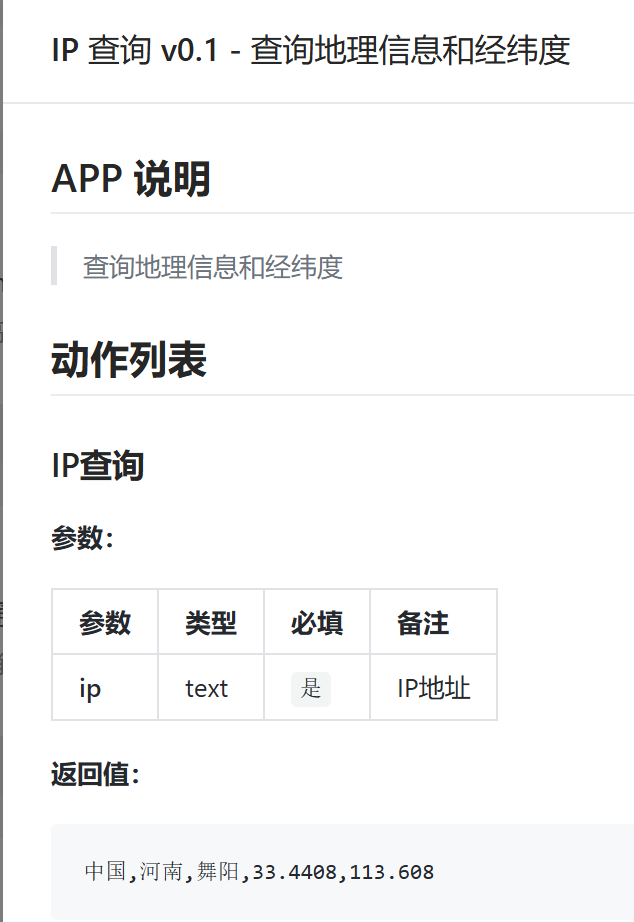 IP 查询 v0.1 - 查询地理信息和经纬度
APP 说明
查询地理信息和经纬度
动作列表
IP查询
参数：
参数 类型 必填 备注
ip text 是 IP地址
返回值：
中国,河南,舞阳,33.4408,113.608